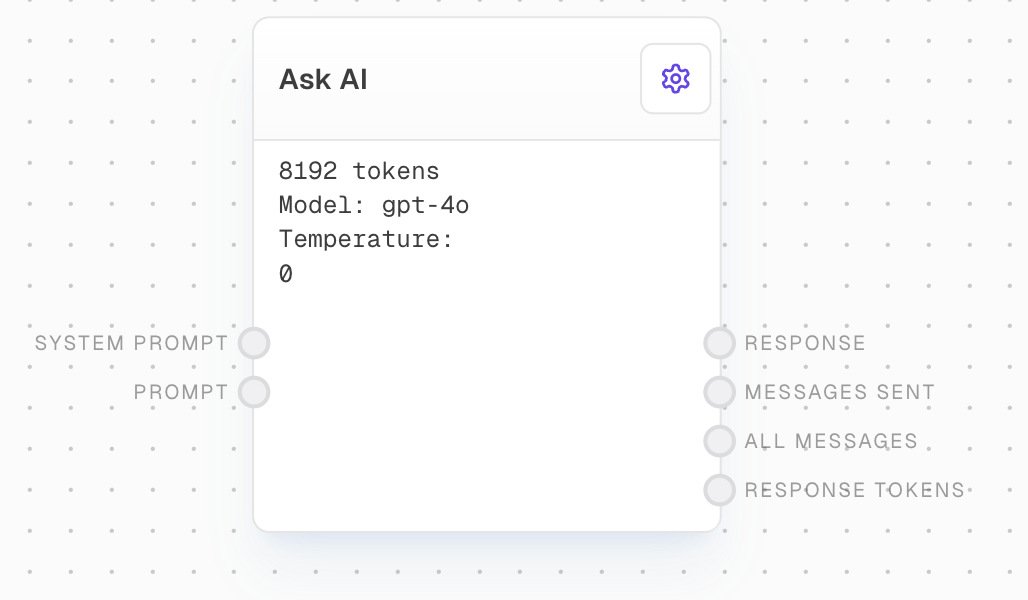 Ask AI
8192 tokens
Model: gpt-4o
Temperature:
0
SYSTEM PROMPT
RESPONSE
PROMPT
MESSAGES SENT
ALL MESSAGES
RESPONSE TOKENS